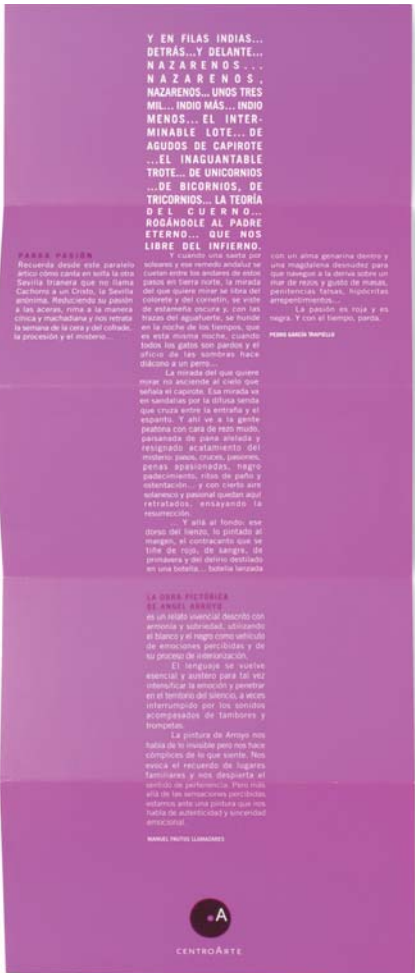 Y EN FILAS INDIAS...
DETRÁS...Y DELANTE...
NAZARENOS...
NAZARENOS,
NAZARENOS... UNOS TRES
MIL... INDIO MÁS... INDIO
MENOS... EL INTER-
MINABLE LOTE... DE
AGUDOS DE CAPIROTE
...EL INAGUANTABLE
TROTE... DE UNICORNIOS
...DE BICORNIOS, DE
TRICORNIOS... LA TEORÍA
DEL CUERNO...
ROGÁNDOLE AL PADRE
ETERNO... QUE NOS
LIBRE DEL INFIERNO.
PARDA PASIÓN
Recuerda desde este paralelo
ártico cómo canta en solfa la otra
Sevilla trianera que no llama
Cachorro a un Cristo, la Sevilla
anónima. Reduciendo su pasión
a las aceras, rima a la manera
cínica y machadiana y nos retrata
la semana de la cera y del cofrade,
la procesión y el misterio...
Y cuando una saeta por
soleares y ese remedo andaluz se
cuelan entre los andares de estos
pasos en tierra norte, la mirada
del que quiere mirar se libra del
colorete y del cornetín, se viste
de estameña oscura y, con las
trazas del aguafuerte, se hunde
en la noche de los tiempos, que
es esta misma noche, cuando
todos los gatos son pardos y el
oficio de las sombras hace
diácono a un perro...
La mirada del que quiere
mirar no asciende al cielo que
señala el capirote. Esa mirada va
en sandalias por la difusa senda
que cruza entre la entraña y el
espanto. Y ahí ve a la gente
peatona con cara de rezo mudo,
paisanada de pana atelada y
resignado acatamiento del
misterio: pasos, cruces, pasiones,
penas apasionadas, negro
padecimiento, ritos de paño y
ostentación... y con cierto aire
solanesco y pasional quedan aquí
retratados, ensayando la
resurrección.
... Y allá al fondo: ese
dorso del lienzo, lo pintado al
margen, el contracanto que se
tiñe de rojo, de sangre, de
primavera y del delirio destilado
en una botella... botella lanzada
con un alma genarina dentro y
una magdalena desnudez para
que navegue a la deriva sobre un
mar de rezos y gusto de masas,
penitencias falsas, hipócritas
arrepentimientos...
La pasión es roja y es
negra. Y con el tiempo, parda.
PEDRO GARCÍA TRAPIELLO
LA OBRA PICTÓRICA
DE ANGEL ARROYO
es un relato vivencial descrito con
armonía y sobriedad, utilizando
el blanco y el negro como vehículo
de emociones percibidas y de
su proceso de interiorización.
El lenguaje se vuelve
esencial y austero para tal vez
intensificar la emoción y penetrar
en el territorio del silencio, a veces
interrumpido por los sonidos
acompasados de tambores y
trompetas.
La pintura de Arroyo nos
habla de lo invisible pero nos hace
cómplices de lo que siente. Nos
evoca el recuerdo de lugares
familiares y nos despierta el
sentido de pertenencia. Pero más
allá de las sensaciones percibidas
estamos ante una pintura que nos
habla de autenticidad y sinceridad
emocional.
MANUEL
A
CENTROARTE